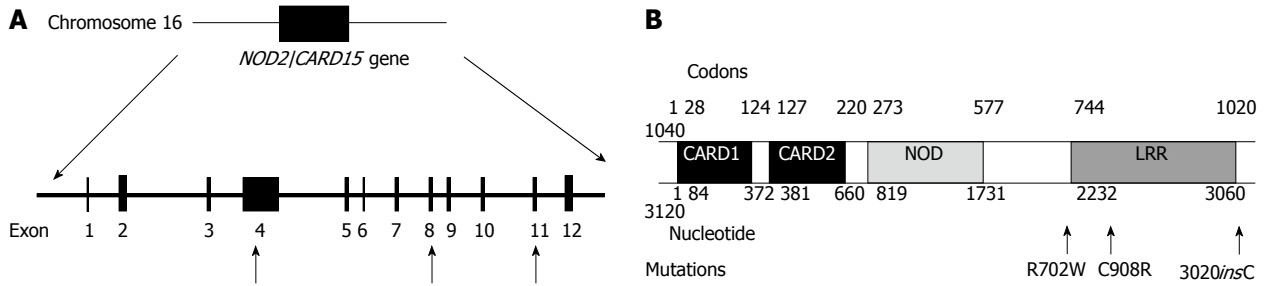 A
Chromosome 16
NOD2/CARD15 gene
Exon 1 2 3 4 5 6 7 8 9 10 11 12
B
Codons
1 28 124 127 220 273 577 744 1020
1040
CARD1 CARD2 NOD LRR
1 84 372 381 660 819 1731 2232 3060
3120
Nucleotide
Mutations R702W C908R 3020insC